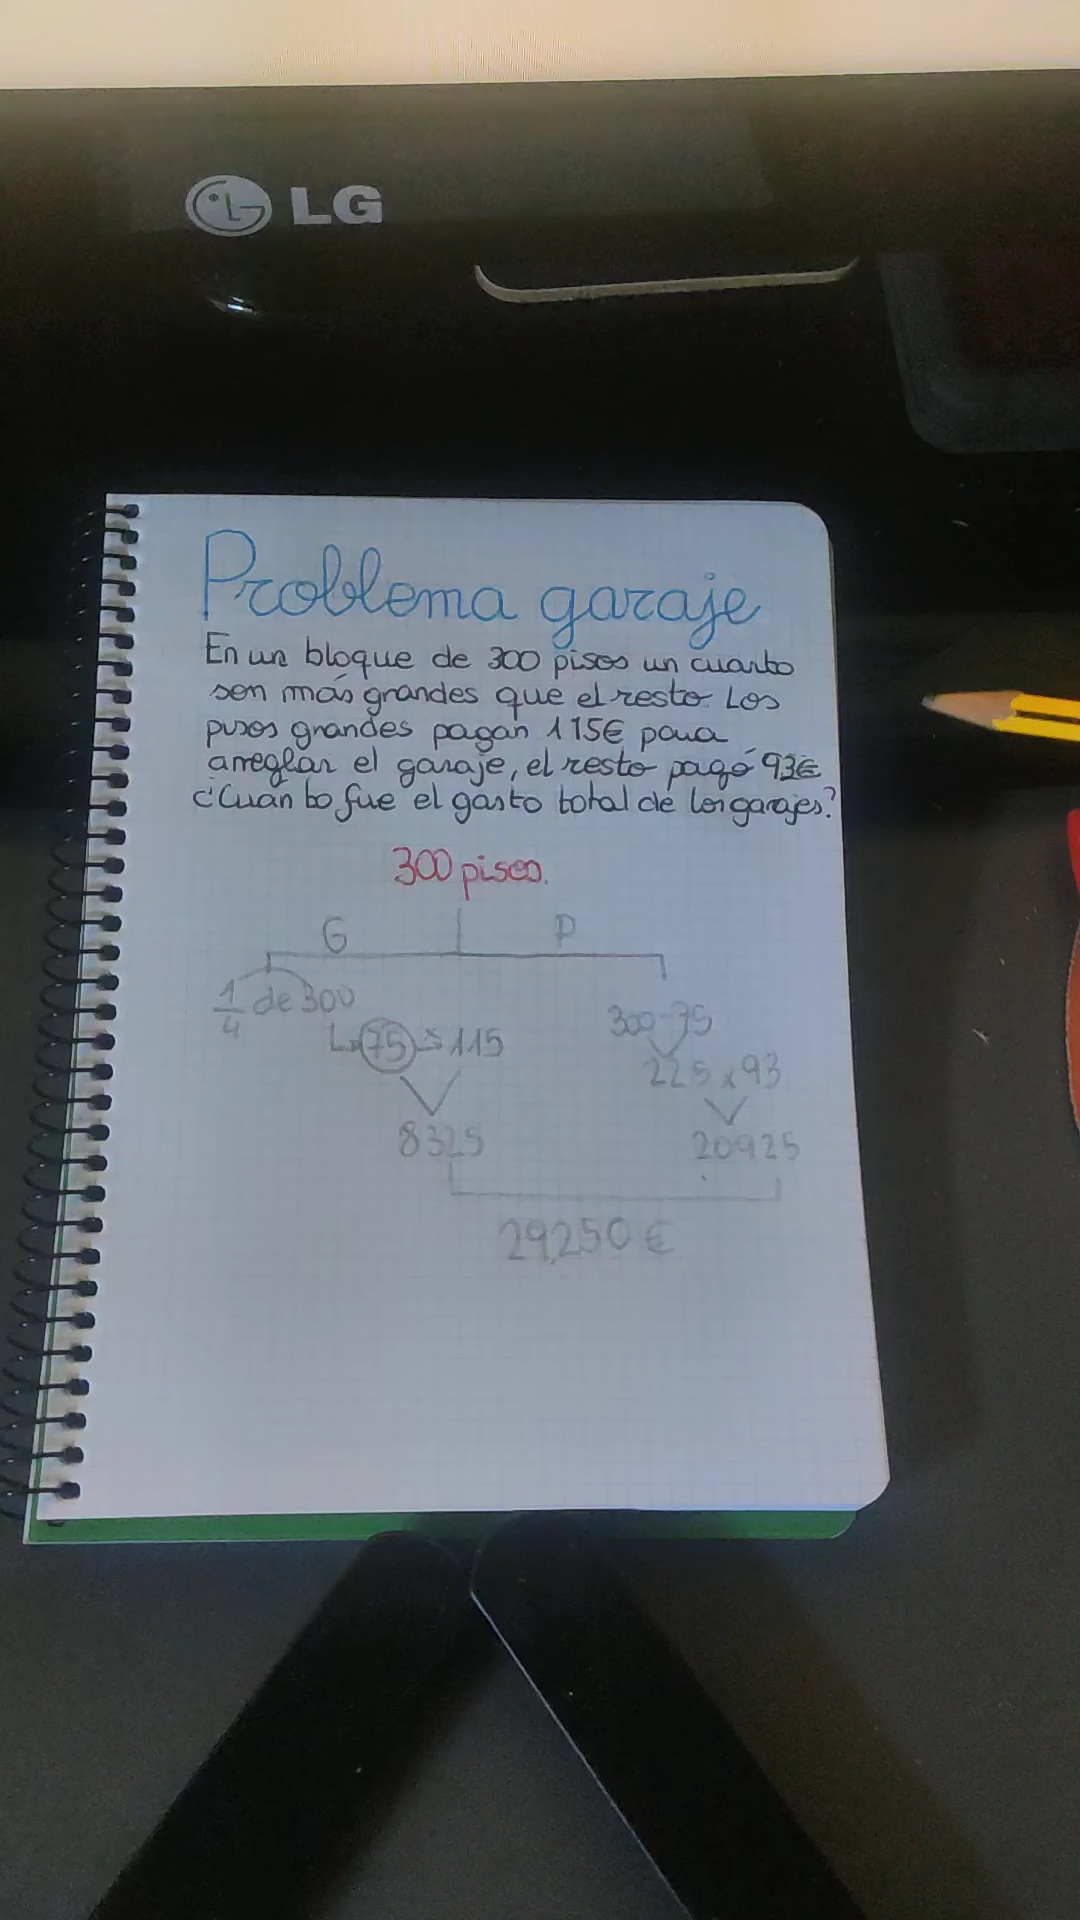 LG
Problema garaje
En un bloque de 300 pisos un cuarto
son más grandes que el resto. Los
pisos grandes pagan 115€ para
arreglar el garaje, el resto pagó 93€
¿Cuánto fue el gasto total de los garajes?
300 pisos.
G P
1/4 de 300
300-75
75 x 115
225 x 93
8325
20925
29.250 €